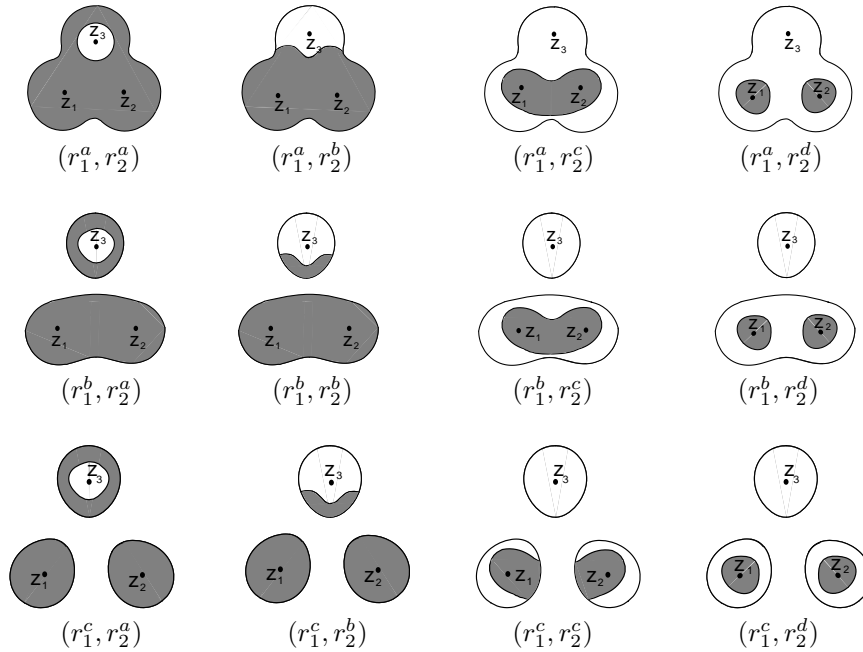 z₃ z₃ z₃ z₃
z₁ z₂ z₁ z₂ z₁ z₂ z₁ z₂
(r₁ᵃ, r₂ᵃ) (r₁ᵃ, r₂ᵇ) (r₁ᵃ, r₂ᶜ) (r₁ᵃ, r₂ᵈ)
z₃ z₃ z₃ z₃
z₁ z₂ z₁ z₂ z₁ z₂ z₁ z₂
(r₁ᵇ, r₂ᵃ) (r₁ᵇ, r₂ᵇ) (r₁ᵇ, r₂ᶜ) (r₁ᵇ, r₂ᵈ)
z₃ z₃ z₃ z₃
z₁ z₂ z₁ z₂ z₁ z₂ z₁ z₂
(r₁ᶜ, r₂ᵃ) (r₁ᶜ, r₂ᵇ) (r₁ᶜ, r₂ᶜ) (r₁ᶜ, r₂ᵈ)